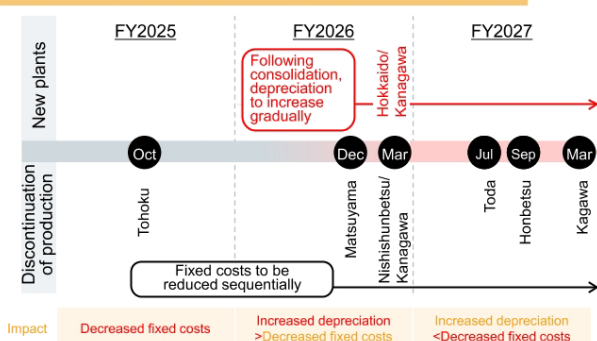 FY2025
FY2026
FY2027
New plants
Following
consolidation,
depreciation
to increase
gradually
Hokkaido/
Kanagawa
Oct
Dec
Mar
Jul
Sep
Mar
Discontinuation
of production
Tohoku
Matsuyama
Nishishunbetsu/
Kanagawa
Toda
Honbetsu
Kagawa
Fixed costs to be
reduced sequentially
Impact
Decreased fixed costs
Increased depreciation
>Decreased fixed costs
Increased depreciation
<Decreased fixed costs